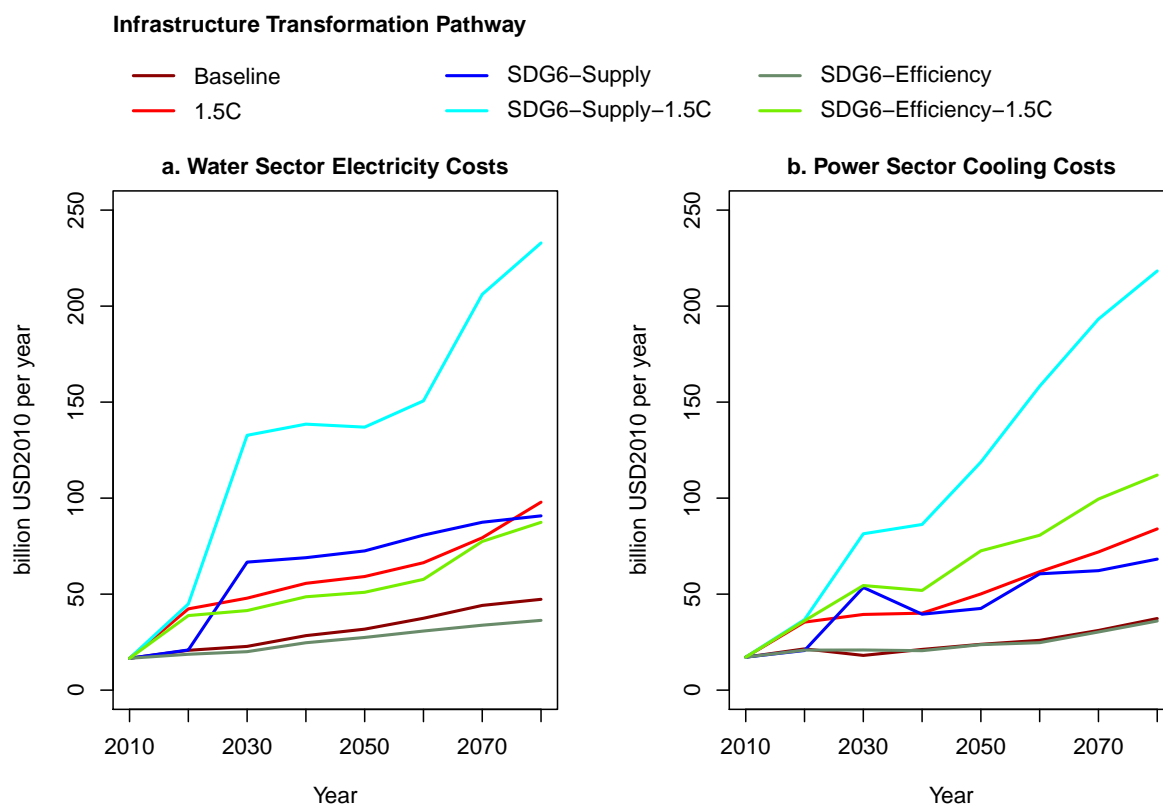 Infrastructure Transformation Pathway
Baseline SDG6−Supply SDG6−Efficiency
1.5C SDG6−Supply−1.5C SDG6−Efficiency−1.5C
a. Water Sector Electricity Costs
250
200
150
100
50
0
billion USD2010 per year
2010 2030 2050 2070
Year
b. Power Sector Cooling Costs
250
200
150
100
50
0
billion USD2010 per year
2010 2030 2050 2070
Year